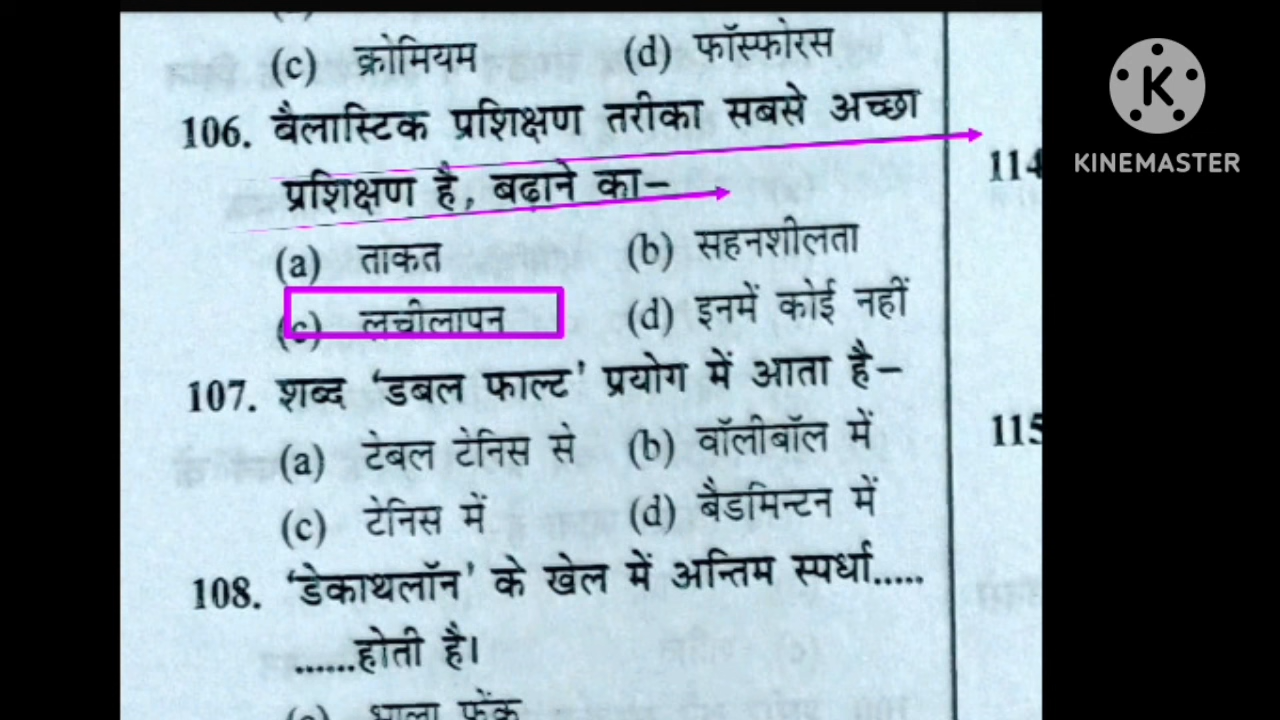 (c) क्रोमियम (d) फॉस्फोरस
106. वैलास्टिक प्रशिक्षण तरीका सबसे अच्छा
प्रशिक्षण है, बढ़ाने का–
(a) ताकत (b) सहनशीलता
(c) लचीलापन (d) इनमें कोई नहीं
107. शब्द 'डबल फाल्ट' प्रयोग में आता है–
(a) टेबल टेनिस से (b) वॉलीबॉल में
(c) टेनिस में (d) बैडमिन्टन में
108. 'डेकाथलॉन' के खेल में अन्तिम स्पर्धा.....
......होती है।
(a) भाला फेंक
114
115
K
KINEMASTER